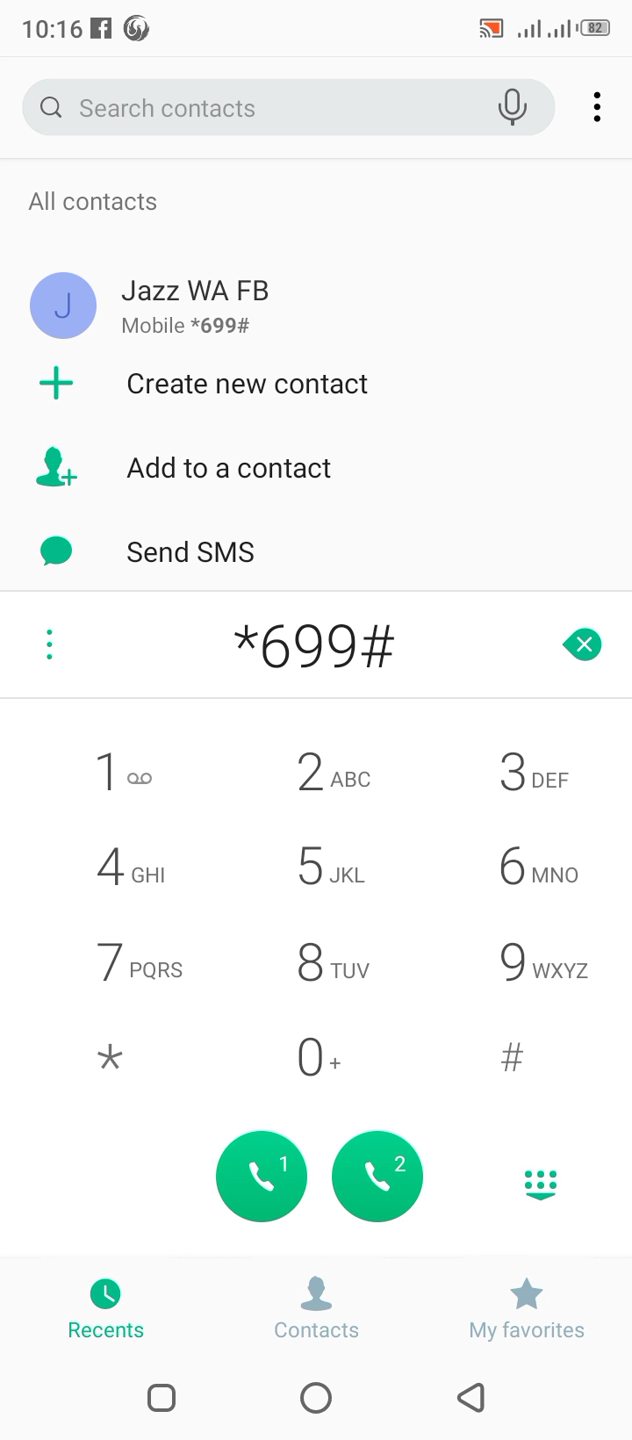 10:16 82
Search contacts
All contacts
J
Jazz WA FB
Mobile *699#
Create new contact
Add to a contact
Send SMS
*699#
1 2 ABC 3 DEF
4 GHI 5 JKL 6 MNO
7 PQRS 8 TUV 9 WXYZ
* 0 + #
1 2
Recents Contacts My favorites